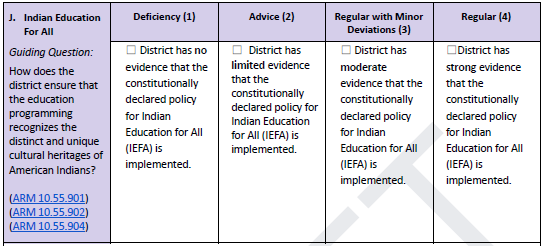 J. Indian Education
For All
Guiding Question:
How does the
district ensure that
the education
programming
recognizes the
distinct and unique
cultural heritages of
American Indians?
(ARM 10.55.901)
(ARM 10.55.902)
(ARM 10.55.904)
Deficiency (1)
☐ District has no
evidence that the
constitutionally
declared policy
for Indian
Education for All
(IEFA) is
implemented.
Advice (2)
☐ District has
limited evidence
that the
constitutionally
declared policy for
Indian Education
for All (IEFA) is
implemented.
Regular with Minor
Deviations (3)
☐ District has
moderate
evidence that the
constitutionally
declared policy
for Indian
Education for All
(IEFA) is
implemented.
Regular (4)
☐District has
strong evidence
that the
constitutionally
declared policy
for Indian
Education for All
(IEFA) is
implemented.